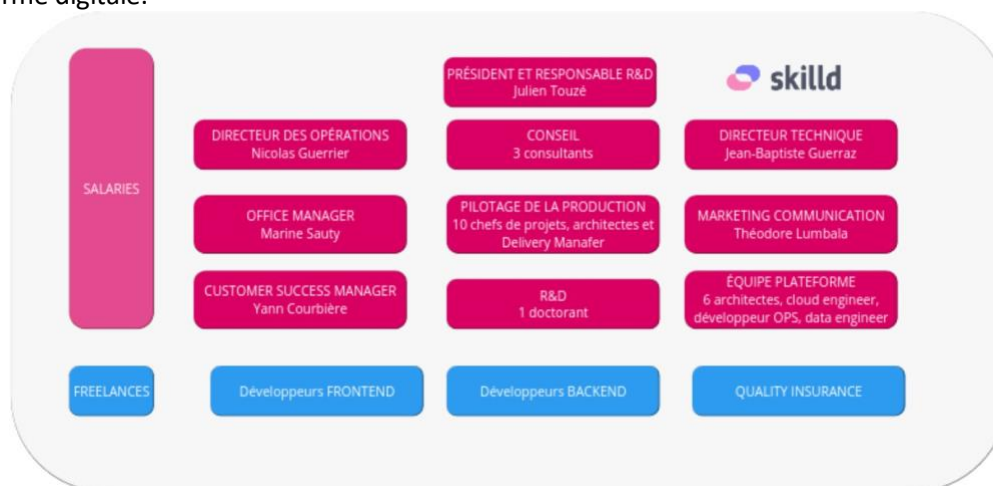 digitale.
PRÉSIDENT ET RESPONSABLE R&D
Julien Touzé
skilld
DIRECTEUR DES OPÉRATIONS
Nicolas Guerrier
CONSEIL
3 consultants
DIRECTEUR TECHNIQUE
Jean-Baptiste Guerraz
SALARIES
OFFICE MANAGER
Marine Sauty
PILOTAGE DE LA PRODUCTION
10 chefs de projets, architectes et
Delivery Manafer
MARKETING COMMUNICATION
Théodore Lumbala
CUSTOMER SUCCESS MANAGER
Yann Courbière
R&D
1 doctorant
ÉQUIPE PLATEFORME
6 architectes, cloud engineer,
développeur OPS, data engineer
FREELANCES
Développeurs FRONTEND
Développeurs BACKEND
QUALITY INSURANCE